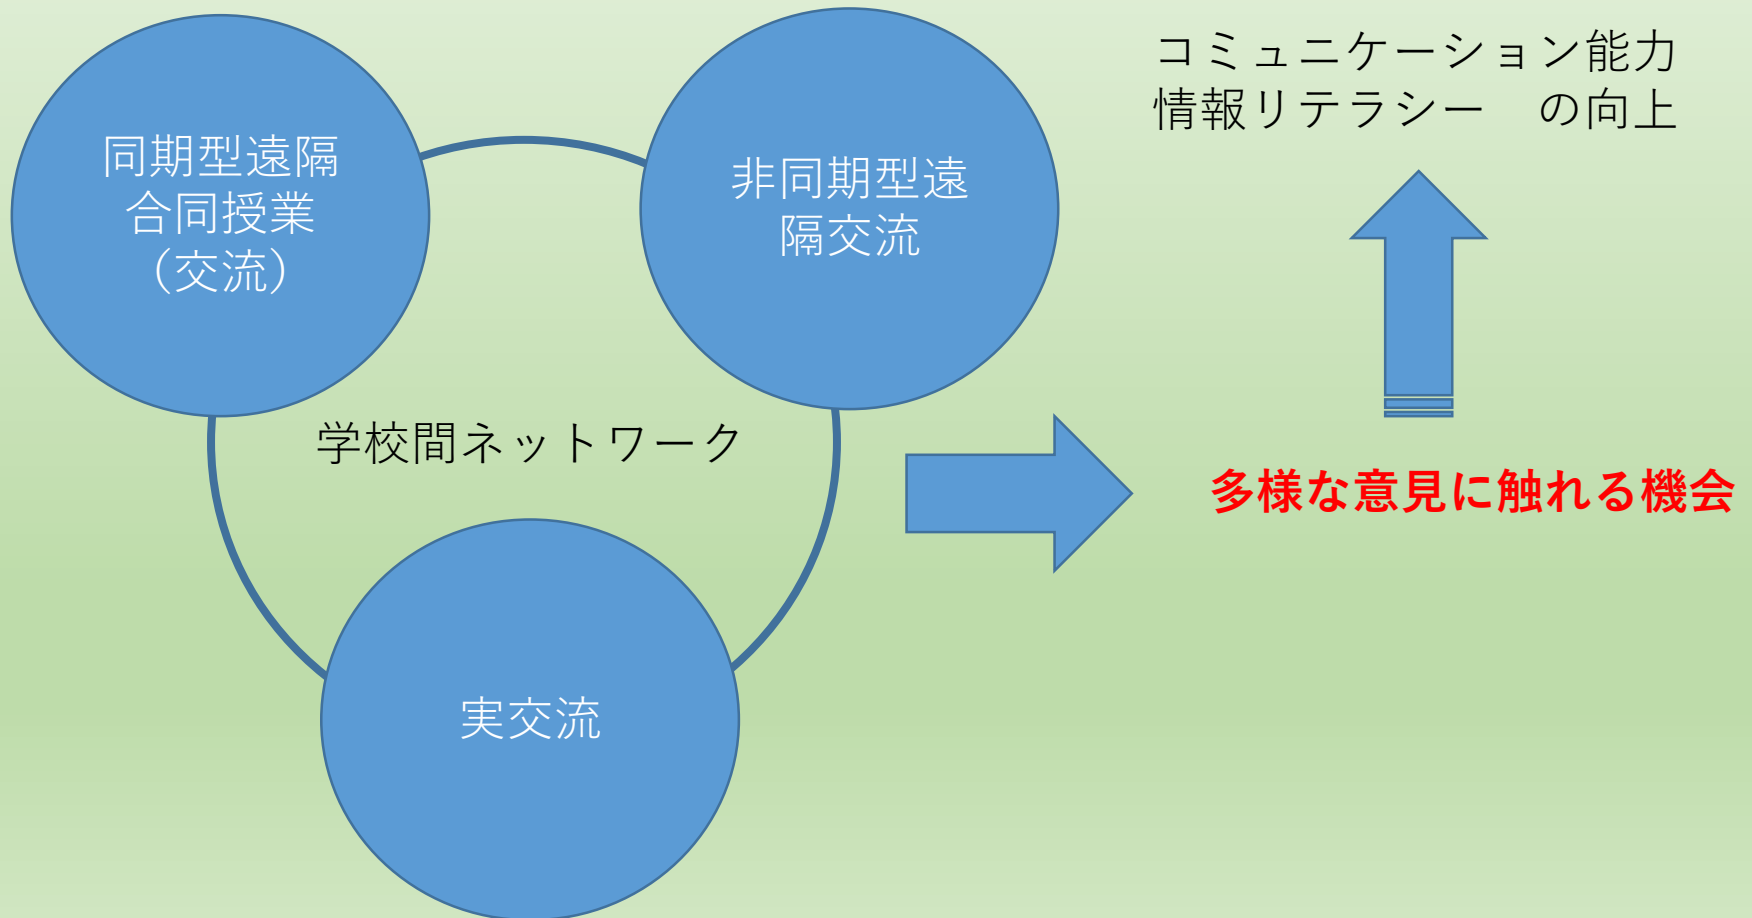 同期型遠隔
合同授業
（交流）
非同期型遠
隔交流
学校間ネットワーク
実交流
コミュニケーション能力
情報リテラシー　の向上
多様な意見に触れる機会